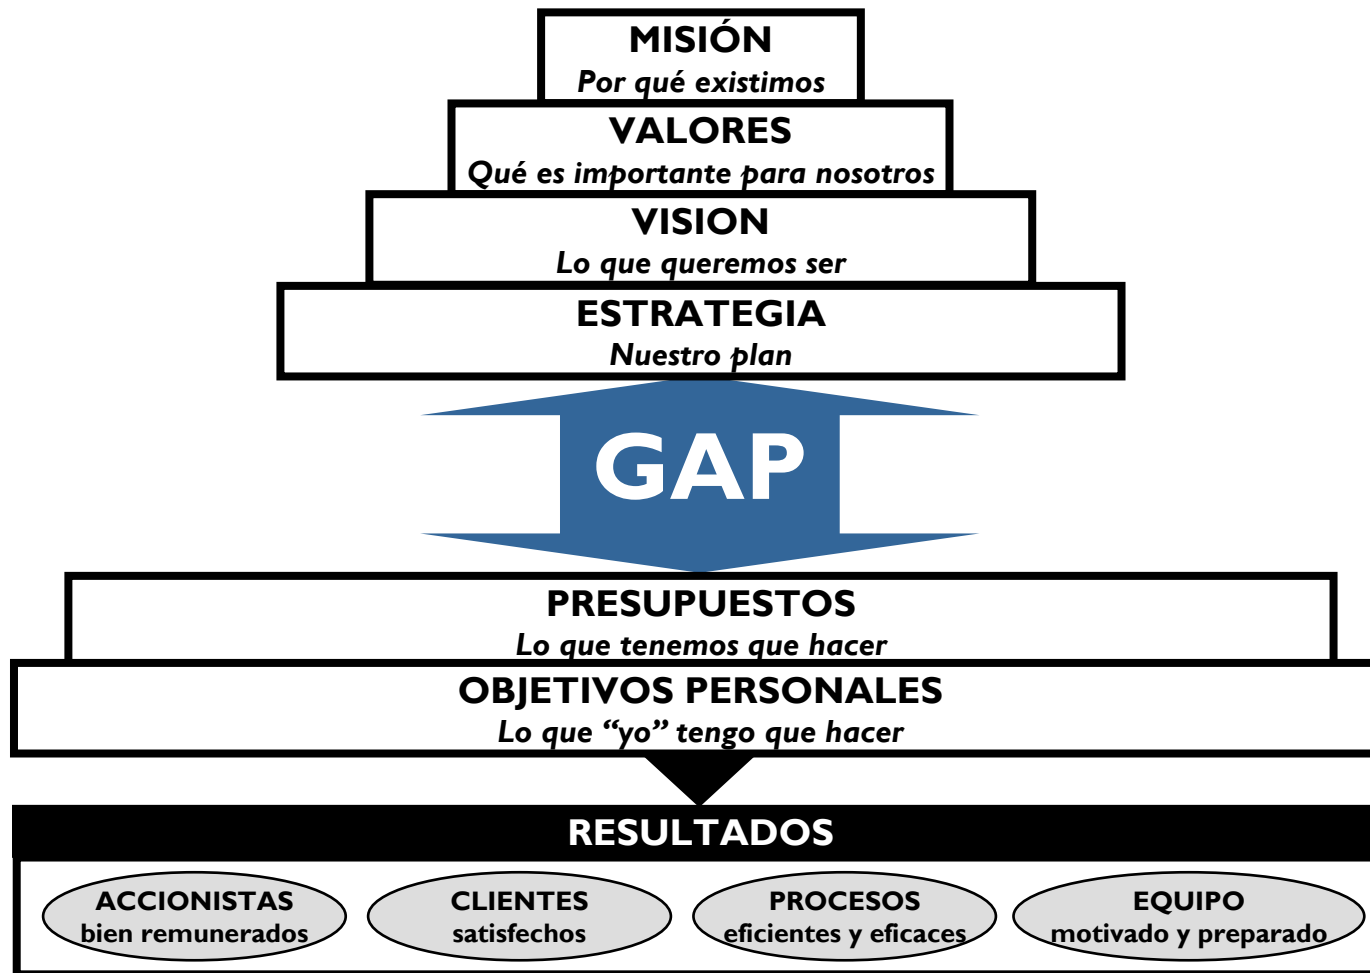 MISIÓN
Por qué existimos
VALORES
Qué es importante para nosotros
VISION
Lo que queremos ser
ESTRATEGIA
Nuestro plan
GAP
PRESUPUESTOS
Lo que tenemos que hacer
OBJETIVOS PERSONALES
Lo que “yo” tengo que hacer
RESULTADOS
ACCIONISTAS
bien remunerados
CLIENTES
satisfechos
PROCESOS
eficientes y eficaces
EQUIPO
motivado y preparado